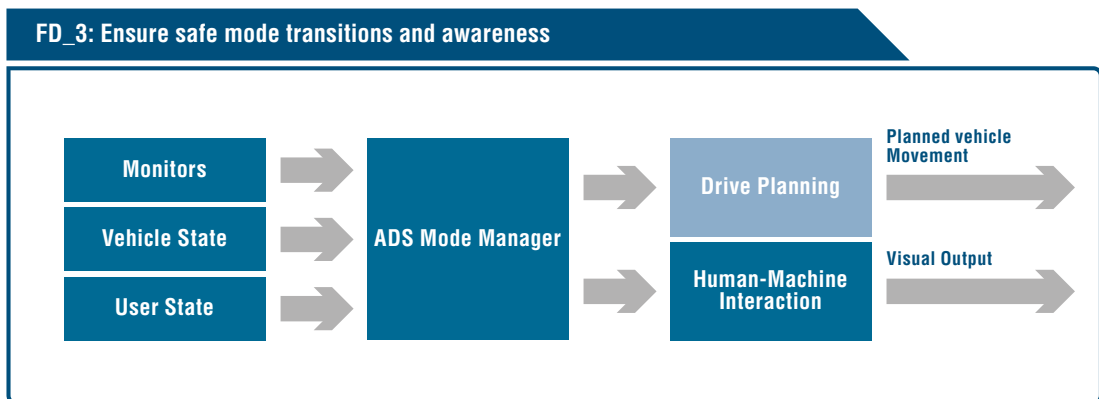 FD_3: Ensure safe mode transitions and awareness
Monitors
Vehicle State
User State
ADS Mode Manager
Drive Planning
Human-Machine
Interaction
Planned vehicle
Movement
Visual Output